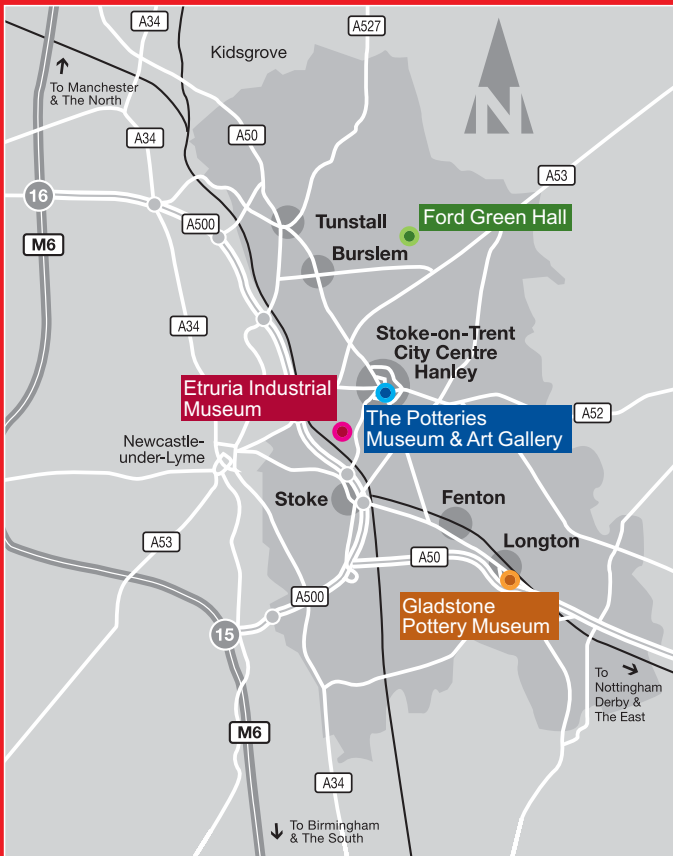 A34
A527
Kidsgrove
To Manchester
& The North
N
A50
A34
A53
16
A500
Tunstall
Ford Green Hall
M6
Burslem
A34
Stoke-on-Trent
City Centre
Hanley
Etruria Industrial
Museum
A52
The Potteries
Museum & Art Gallery
Newcastle-
under-Lyme
Stoke
Fenton
Longton
A53
A50
A500
Gladstone
Pottery Museum
15
To
Nottingham
Derby &
The East
M6
A34
To Birmingham
& The South